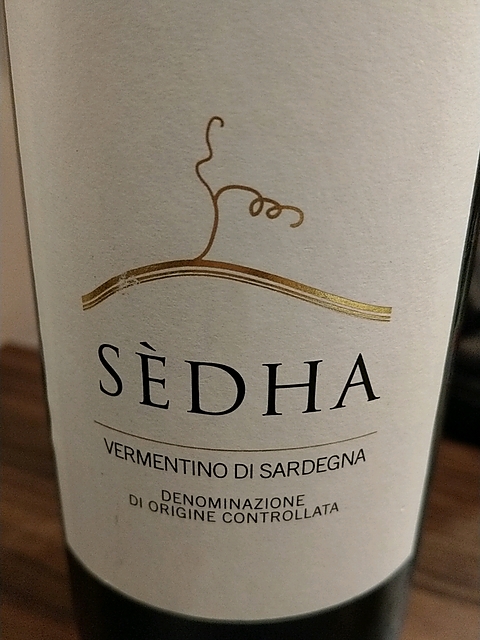 SÈDHA
VERMENTINO DI SARDEGNA
DENOMINAZIONE
DI ORIGINE CONTROLLATA